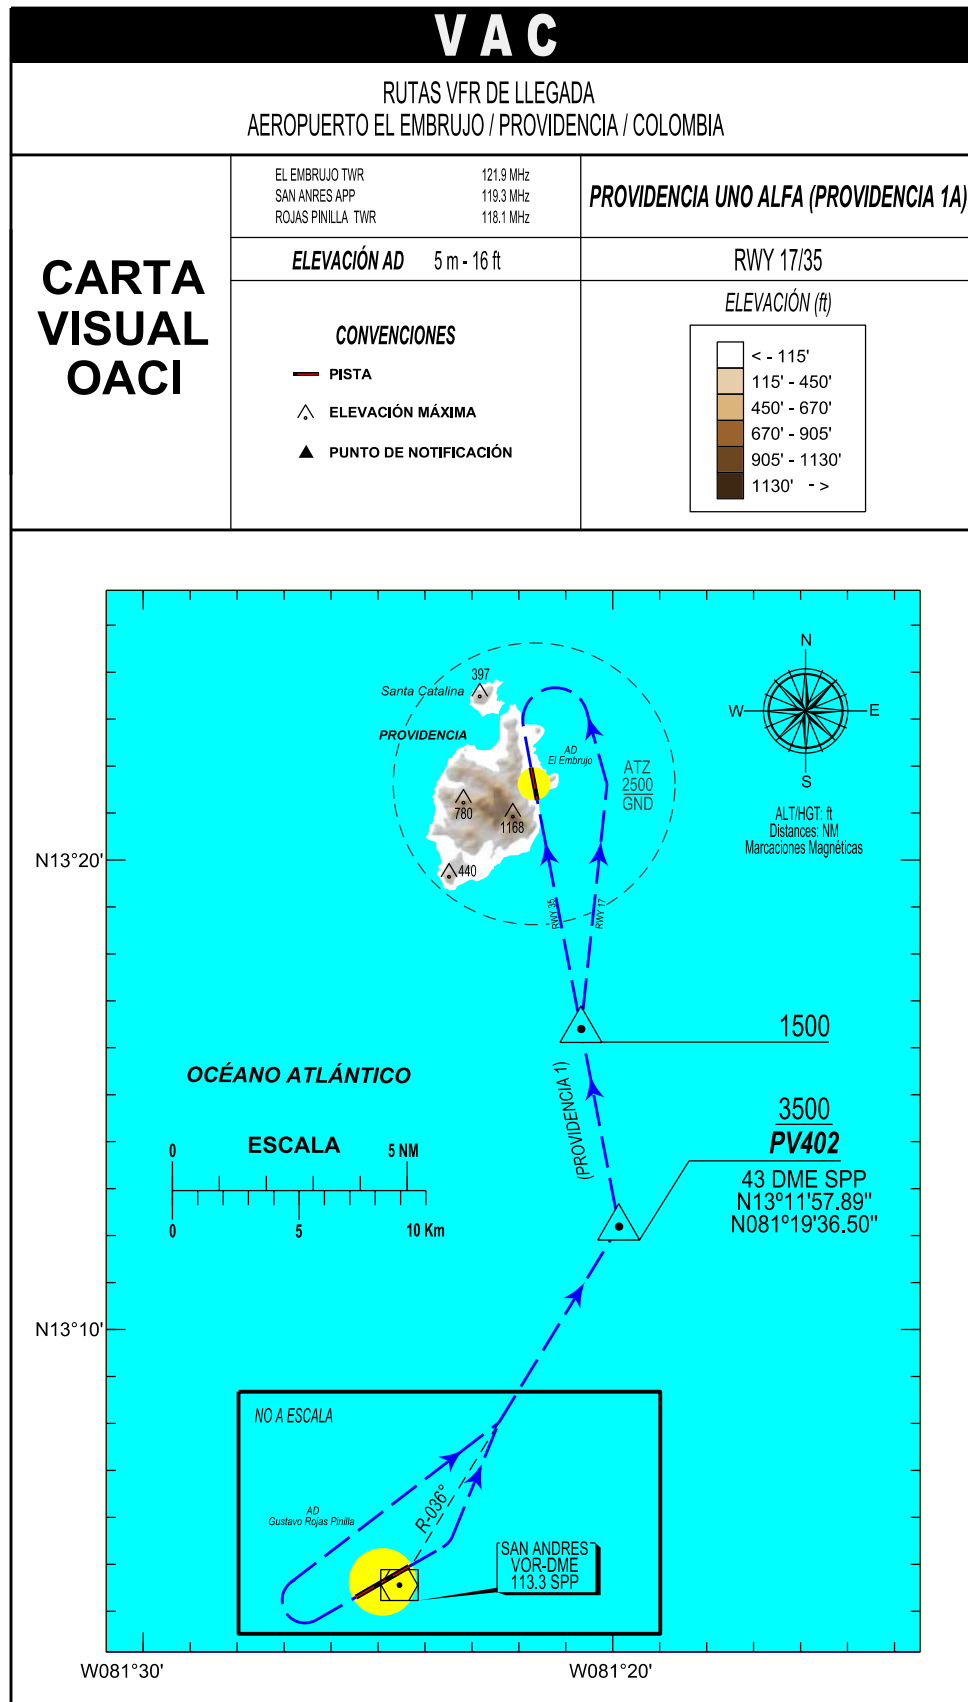 VAC
RUTAS VFR DE LLEGADA
AEROPUERTO EL EMBRUJO / PROVIDENCIA / COLOMBIA
CARTA
VISUAL
OACI
EL EMBRUJO TWR 121.9 MHz
SAN ANRES APP 119.3 MHz
ROJAS PINILLA TWR 118.1 MHz
PROVIDENCIA UNO ALFA (PROVIDENCIA 1A)
ELEVACIÓN AD 5 m - 16 ft
RWY 17/35
CONVENCIONES
PISTA
ELEVACIÓN MÁXIMA
PUNTO DE NOTIFICACIÓN
ELEVACIÓN (ft)
< - 115'
115' - 450'
450' - 670'
670' - 905'
905' - 1130'
1130' - >
N
W
E
S
ALT/HGT: ft
Distances: NM
Marcaciones Magnéticas
397
Santa Catalina
PROVIDENCIA
AD
El Embrujo
ATZ
2500
GND
780
1168
440
N13°20'
RWY 35
RWY 17
1500
(PROVIDENCIA 1)
3500
PV402
43 DME SPP
N13º11'57.89"
N081º19'36.50"
OCÉANO ATLÁNTICO
ESCALA
0 5 NM
0 5 10 Km
N13°10'
NO A ESCALA
R-036°
AD
Gustavo Rojas Pinilla
SAN ANDRES
VOR-DME
113.3 SPP
W081°30'
W081°20'